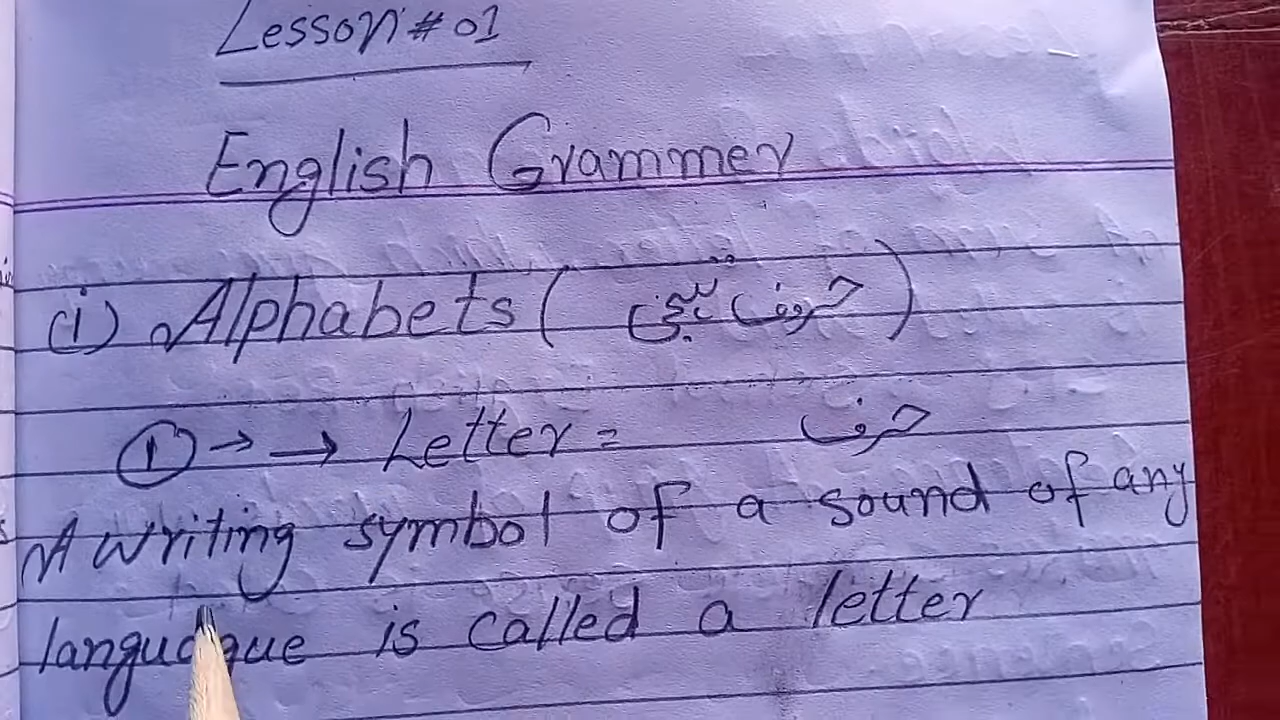 Lesson # 01
English Grammer
(i) Alphabets ( حروف تہجی )
① → → Letter = حرف
A writing symbol of a sound of any
is called a letter